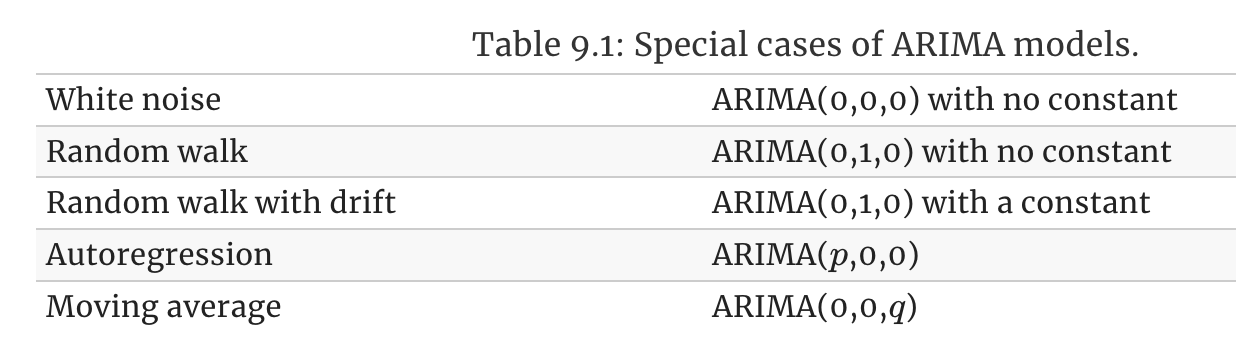 Table 9.1: Special cases of ARIMA models.
White noise ARIMA(0,0,0) with no constant
Random walk ARIMA(0,1,0) with no constant
Random walk with drift ARIMA(0,1,0) with a constant
Autoregression ARIMA(p,0,0)
Moving average ARIMA(0,0,q)